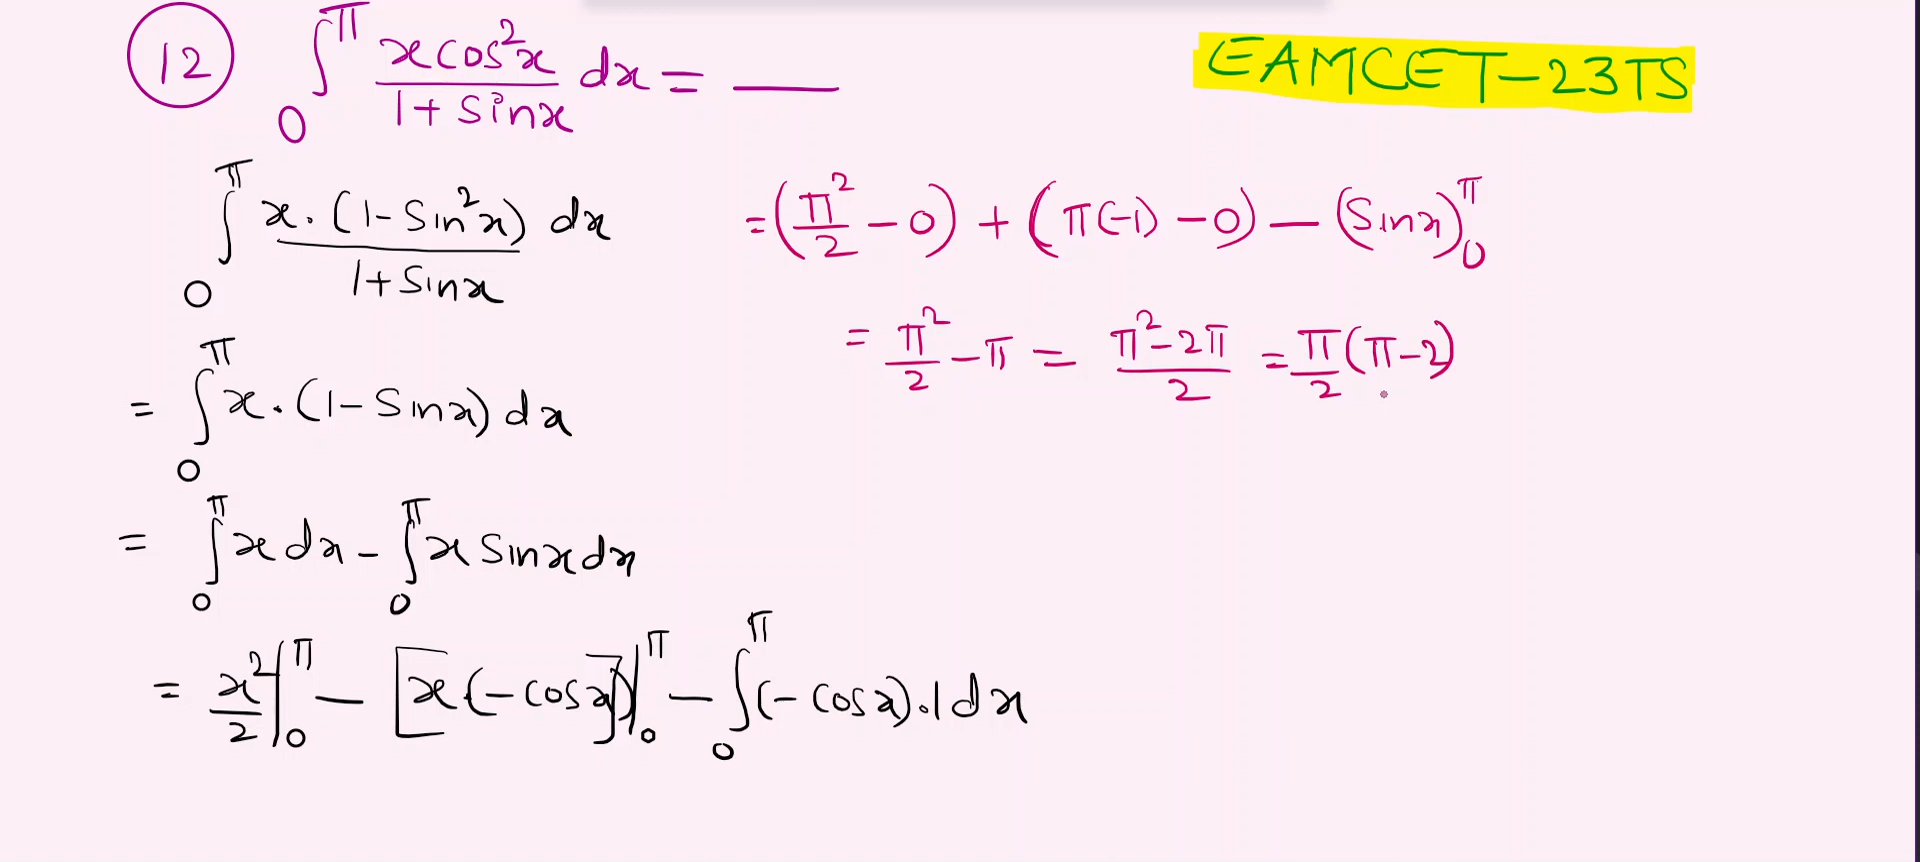 12 ∫₀^π x cos²x / (1 + sinx) dx = ____
EAMCET-23TS
∫₀^π x.(1-Sin²x) / (1+Sinx) dx
= ∫₀^π x.(1-Sinx) dx
= ∫₀^π x dx - ∫₀^π x Sinx dx
= x²/2 |₀^π - [x(-cosx)]|₀^π - ∫₀^π (-cosx).1 dx
= (π²/2 - 0) + (π(-1) - 0) - (Sinx)₀^π
= π²/2 - π = (π²-2π)/2 = π/2 (π-2)